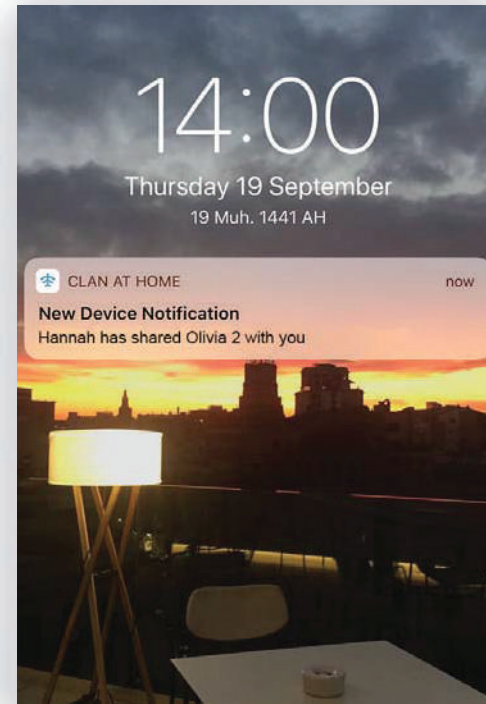 14:00
Thursday 19 September
19 Muh. 1441 AH
CLAN AT HOME now
New Device Notification
Hannah has shared Olivia 2 with you